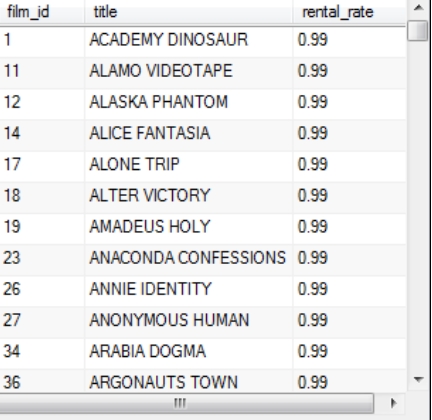 film_id title rental_rate
1 ACADEMY DINOSAUR 0.99
11 ALAMO VIDEOTAPE 0.99
12 ALASKA PHANTOM 0.99
14 ALICE FANTASIA 0.99
17 ALONE TRIP 0.99
18 ALTER VICTORY 0.99
19 AMADEUS HOLY 0.99
23 ANACONDA CONFESSIONS 0.99
26 ANNIE IDENTITY 0.99
27 ANONYMOUS HUMAN 0.99
34 ARABIA DOGMA 0.99
36 ARGONAUTS TOWN 0.99